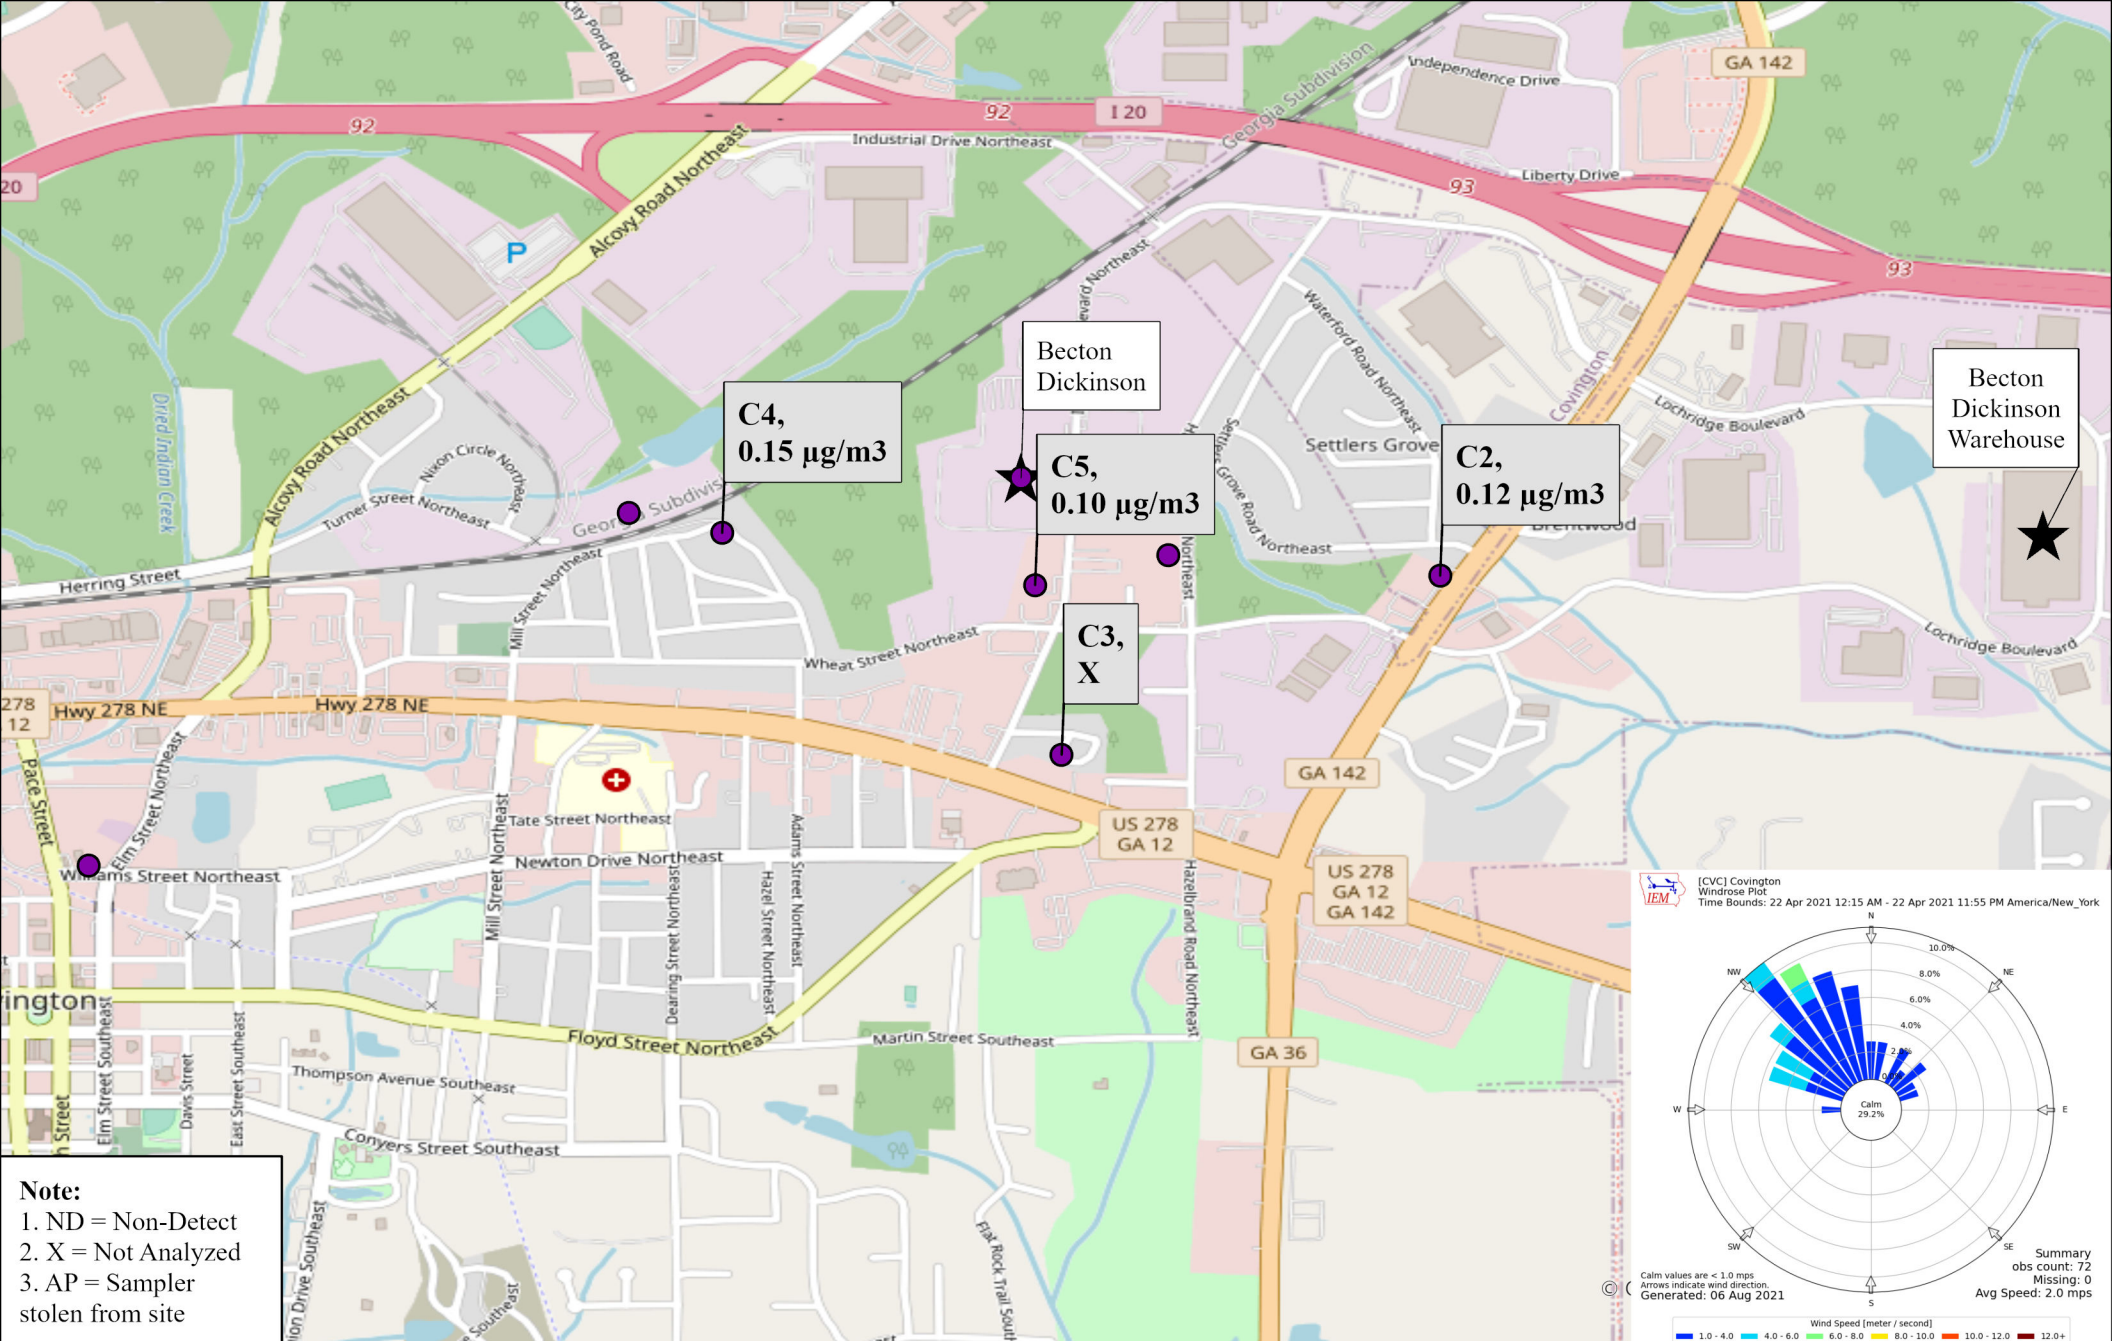 City Pond Road
GA 142
Independence Drive
Georgia Subdivision
92
92
I 20
Industrial Drive Northeast
20
93
Liberty Drive
Alcovy Road Northeast
P
93
Waterford Road Northeast
Becton
Dickinson
Covington
Becton
Dickinson
Warehouse
Lochridge Boulevard
C4,
0.15 µg/m3
Dried Indian Creek
Alcovy Road Northeast
Nixon Circle Northeast
Turner Street Northeast
Settlers Grove
C5,
0.10 µg/m3
C2,
0.12 µg/m3
Settlers Grove Road Northeast
Brentwood
Northeast
Herring Street
Mill Street Northeast
C3,
X
Wheat Street Northeast
Lochridge Boulevard
278
12
Hwy 278 NE
Hwy 278 NE
Pace Street
Elm Street Northeast
GA 142
Tate Street Northeast
Mill Street Northeast
Adams Street Northeast
US 278
GA 12
Newton Drive Northeast
Williams Street Northeast
Hazel Street Northeast
Dearing Street Northeast
Hazelbrand Road Northeast
US 278
GA 12
GA 142
Floyd Street Northeast
Martin Street Southeast
GA 36
Elm Street Southeast
East Street Southeast
Davis Street
Thompson Avenue Southeast
Conyers Street Southeast
Flat Rock Trail South
Note:
1. ND = Non-Detect
2. X = Not Analyzed
3. AP = Sampler
stolen from site
IEM
[CVC] Covington
Windrose Plot
Time Bounds: 22 Apr 2021 12:15 AM - 22 Apr 2021 11:55 PM America/New_York
N
10.0%
NW
NE
8.0%
6.0%
4.0%
W
Calm
29.2%
E
SW
SE
S
Summary
obs count: 72
Missing: 0
Avg Speed: 2.0 mps
Calm values are < 1.0 mps
Arrows indicate wind direction.
Generated: 06 Aug 2021
Wind Speed [meter / second]
1.0 - 4.0
4.0 - 6.0
6.0 - 8.0
8.0 - 10.0
10.0 - 12.0
12.0+